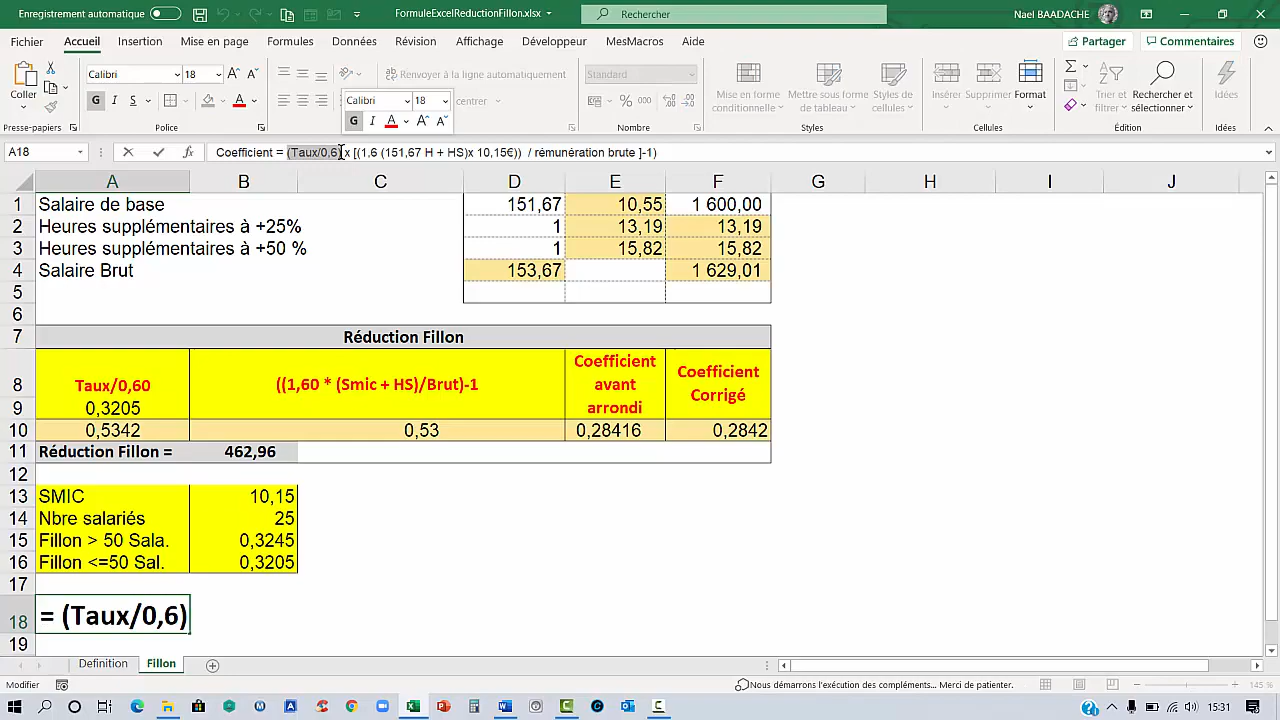 Enregistrement automatique
FormuleExcelReductionFillon.xlsx
Rechercher
Nael BAADACHE
Fichier Accueil Insertion Mise en page Formules Données Révision Affichage Développeur MesMacros Aide
Partager
Commentaires
Coller
Calibri 18
Renvoyer à la ligne automatiquement
Standard
Calibri 18
centrer
G I S
G I A
% 000
Mise en forme conditionnelle
Mettre sous forme de tableau
Styles de cellules
Insérer Supprimer Format
Trier et filtrer
Rechercher et sélectionner
Idées
Presse-papiers Police Nombre Styles Cellules Idées
A18
fx
Coefficient = (Taux/0,6) x [(1,6 (151,67 H + HS)x 10,15€)) / rémunération brute ]-1)
A B C D E F G H I J
1 Salaire de base 151,67 10,55 1 600,00
2 Heures supplémentaires à +25% 1 13,19 13,19
3 Heures supplémentaires à +50 % 1 15,82 15,82
4 Salaire Brut 153,67 1 629,01
5
6
7 Réduction Fillon
8 Taux/0,60 ((1,60 * (Smic + HS)/Brut)-1 Coefficient avant arrondi Coefficient Corrigé
9 0,3205
10 0,5342 0,53 0,28416 0,2842
11 Réduction Fillon = 462,96
12
13 SMIC 10,15
14 Nbre salariés 25
15 Fillon > 50 Sala. 0,3245
16 Fillon <=50 Sal. 0,3205
17
18 = (Taux/0,6)
19
Definition Fillon
Modifier
Nous démarrons l'exécution des compléments... Merci de patienter.
145 %
15:31